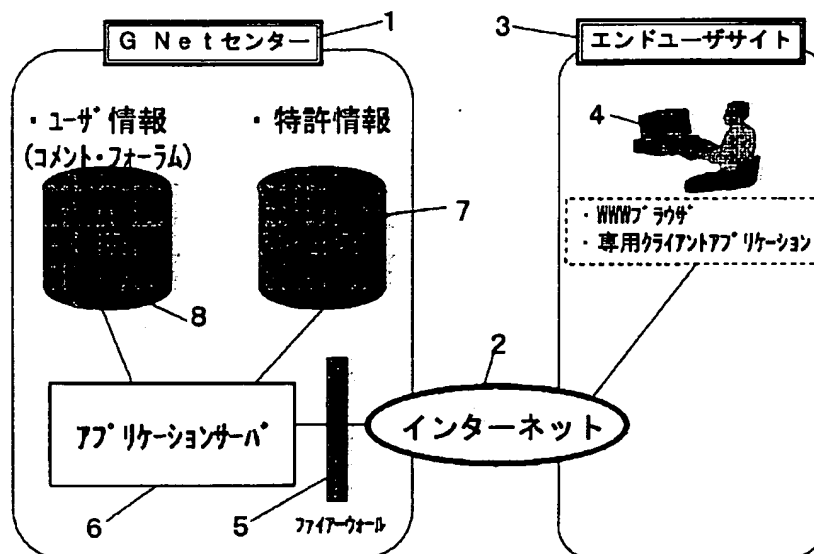 1
G Netセンター
3
エンドユーザサイト
・ユーザ情報
(コメント・フォーラム)
・特許情報
4
7
・WWWブラウザ
・専用クライアントアプリケーション
8
2
インターネット
アプリケーションサーバ
6
5
ファイアーウォール